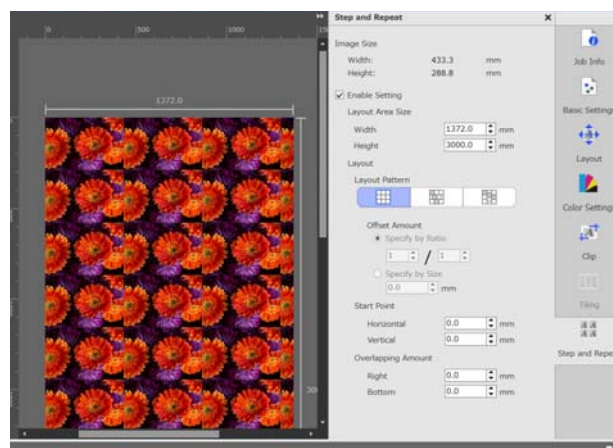 Step and Repeat
0
500
1000
1372.0
Image Size
Width: 433.3 mm
Height: 288.8 mm
Enable Setting
Layout Area Size
Width 1372.0 mm
Height 3000.0 mm
Layout
Layout Pattern
Offset Amount
Specify by Ratio
1 / 1
Specify by Size
0.0 mm
Start Point
Horizontal 0.0 mm
Vertical 0.0 mm
Overlapping Amount
Right 0.0 mm
Bottom 0.0 mm
Job Info
Basic Setting
Layout
Color Setting
Clip
Tiling
Step and Repe